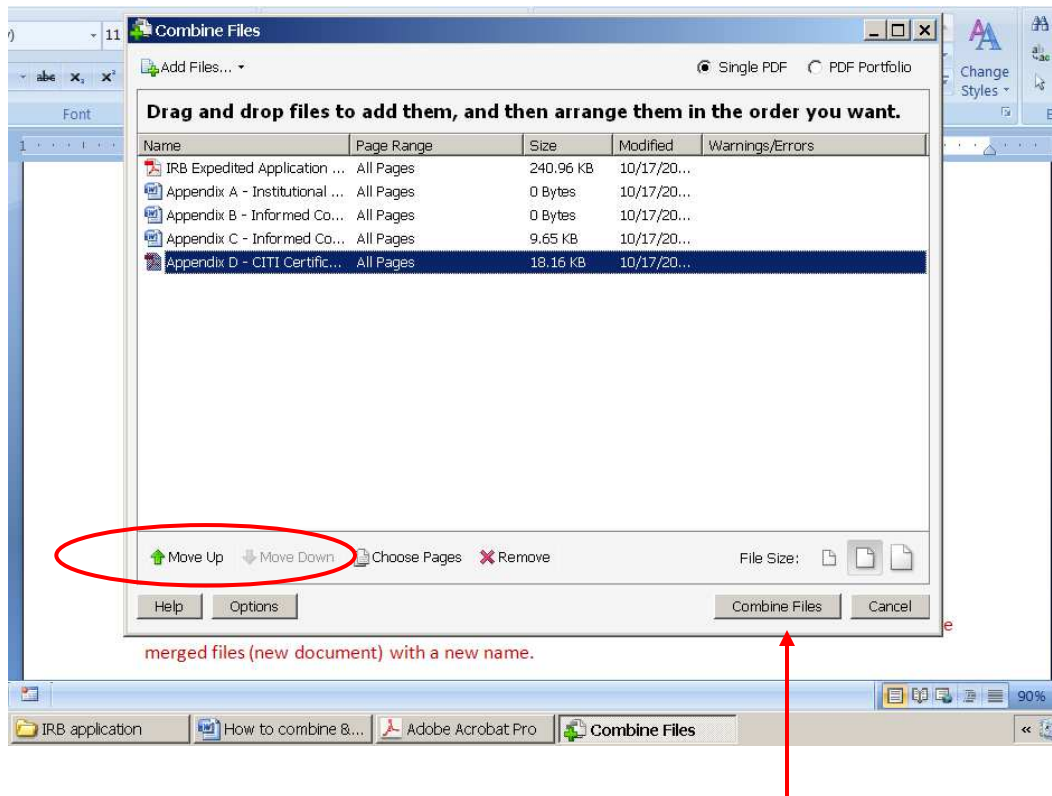 Combine Files
11
Add Files...
Single PDF PDF Portfolio
abe x, x²
Change
Styles
Font
Drag and drop files to add them, and then arrange them in the order you want.
1
Name Page Range Size Modified Warnings/Errors
IRB Expedited Application ... All Pages 240.96 KB 10/17/20...
Appendix A - Institutional ... All Pages 0 Bytes 10/17/20...
Appendix B - Informed Co... All Pages 0 Bytes 10/17/20...
Appendix C - Informed Co... All Pages 9.65 KB 10/17/20...
Appendix D - CITI Certific... All Pages 18.16 KB 10/17/20...
Move Up Move Down Choose Pages Remove File Size:
Help Options Combine Files Cancel
merged files (new document) with a new name.
90%
IRB application How to combine &... Adobe Acrobat Pro Combine Files «